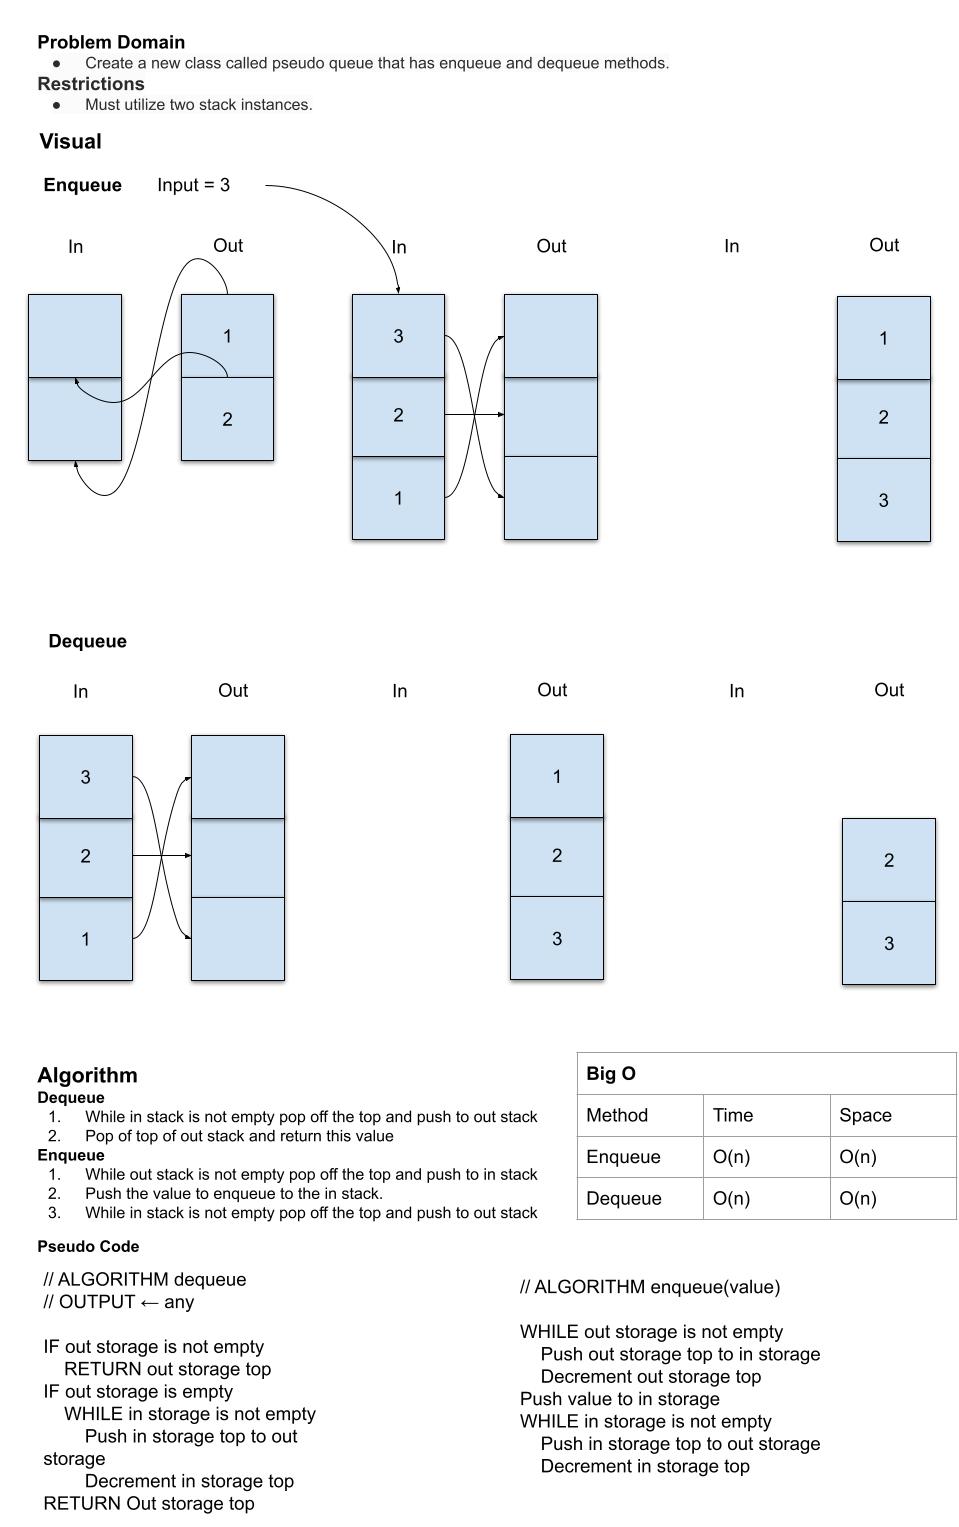 Problem Domain
● Create a new class called pseudo queue that has enqueue and dequeue methods.
Restrictions
● Must utilize two stack instances.
Visual
Enqueue Input = 3
In Out In Out In Out
1
2
3
2
1
1
2
3
Dequeue
In Out In Out In Out
3
2
1
1
2
3
2
3
Algorithm
Dequeue
1. While in stack is not empty pop off the top and push to out stack
2. Pop of top of out stack and return this value
Enqueue
1. While out stack is not empty pop off the top and push to in stack
2. Push the value to enqueue to the in stack.
3. While in stack is not empty pop off the top and push to out stack
Big O
Method Time Space
Enqueue O(n) O(n)
Dequeue O(n) O(n)
Pseudo Code
// ALGORITHM dequeue
// OUTPUT ← any
IF out storage is not empty
RETURN out storage top
IF out storage is empty
WHILE in storage is not empty
Push in storage top to out
storage
Decrement in storage top
RETURN Out storage top
// ALGORITHM enqueue(value)
WHILE out storage is not empty
Push out storage top to in storage
Decrement out storage top
Push value to in storage
WHILE in storage is not empty
Push in storage top to out storage
Decrement in storage top